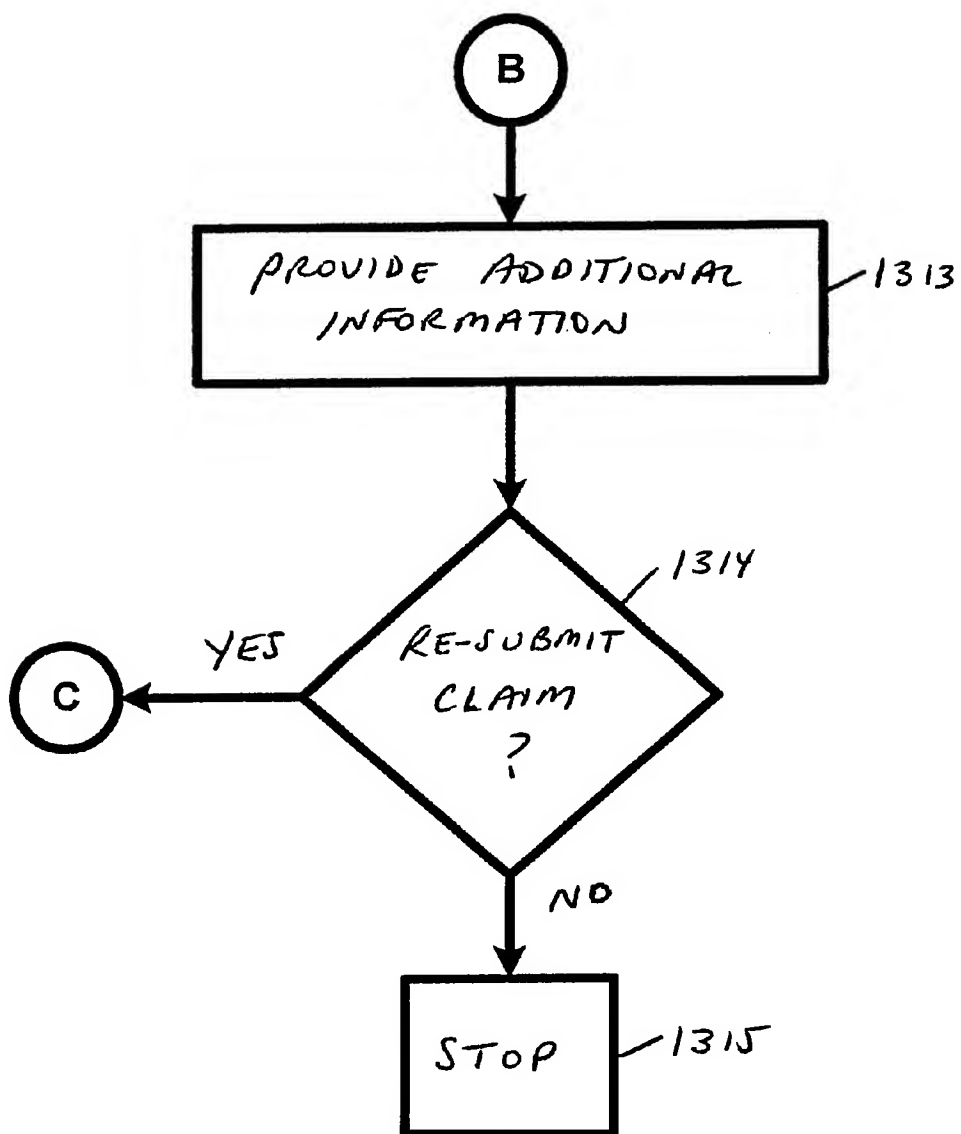 B
PROVIDE ADDITIONAL
INFORMATION
1313
1314
YES
RE-SUBMIT
CLAIM
?
C
NO
STOP
1315